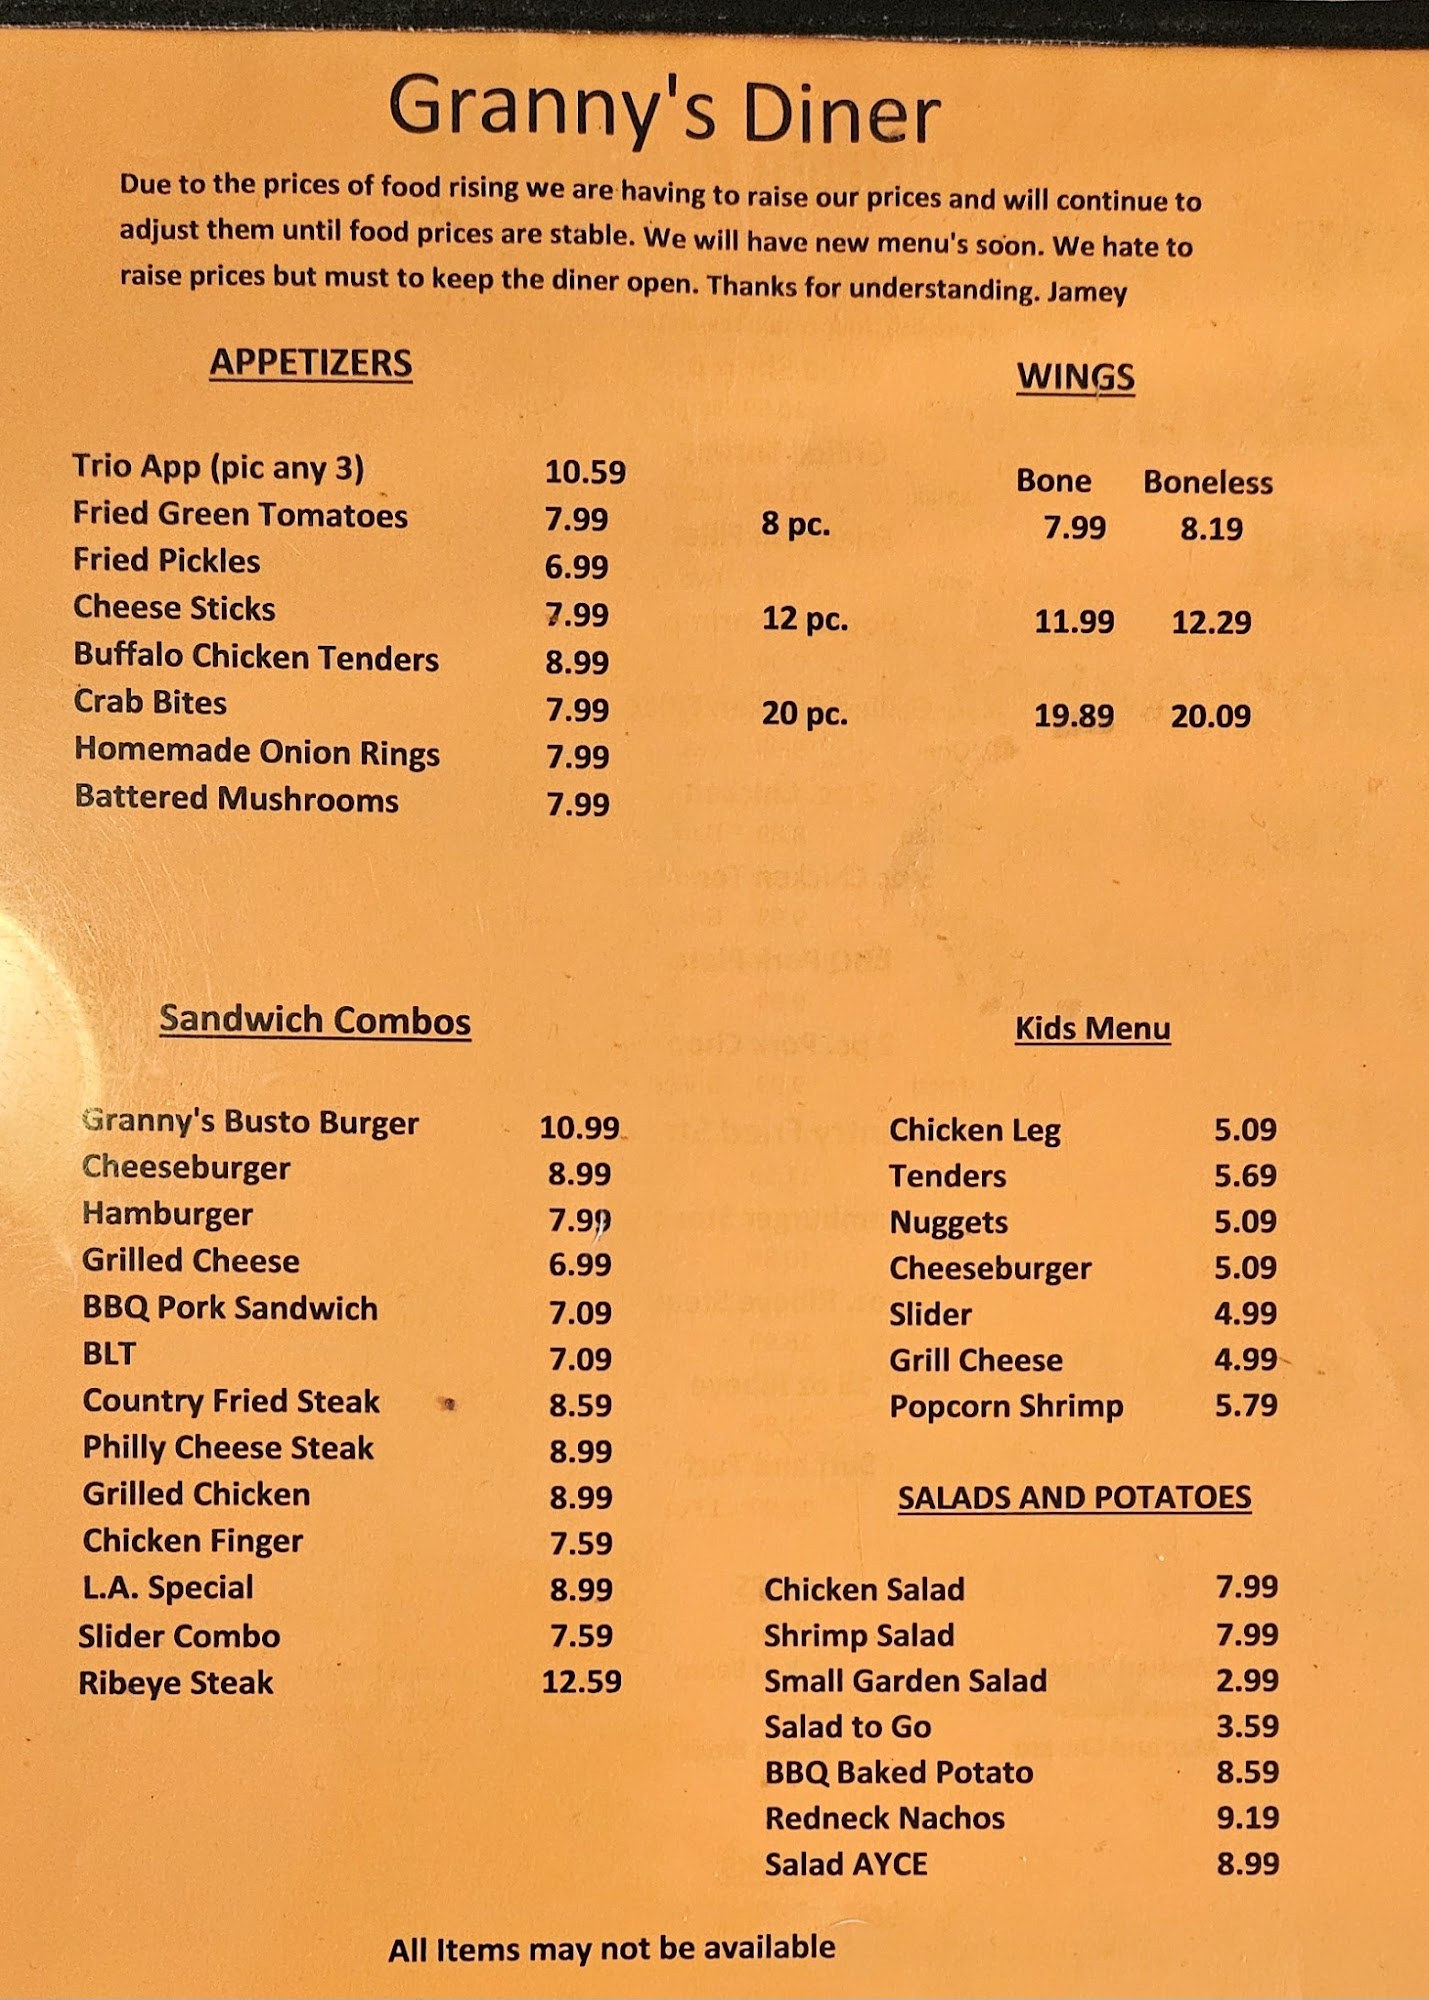 Granny's Diner
Due to the prices of food rising we are having to raise our prices and will continue to
adjust them until food prices are stable. We will have new menu's soon. We hate to
raise prices but must to keep the diner open. Thanks for understanding. Jamey
APPETIZERS
Trio App (pic any 3) 10.59
Fried Green Tomatoes 7.99
Fried Pickles 6.99
Cheese Sticks 7.99
Buffalo Chicken Tenders 8.99
Crab Bites 7.99
Homemade Onion Rings 7.99
Battered Mushrooms 7.99
WINGS
Bone Boneless
8 pc. 7.99 8.19
12 pc. 11.99 12.29
20 pc. 19.89 20.09
Sandwich Combos
Granny's Busto Burger 10.99
Cheeseburger 8.99
Hamburger 7.99
Grilled Cheese 6.99
BBQ Pork Sandwich 7.09
BLT 7.09
Country Fried Steak 8.59
Philly Cheese Steak 8.99
Grilled Chicken 8.99
Chicken Finger 7.59
L.A. Special 8.99
Slider Combo 7.59
Ribeye Steak 12.59
Kids Menu
Chicken Leg 5.09
Tenders 5.69
Nuggets 5.09
Cheeseburger 5.09
Slider 4.99
Grill Cheese 4.99
Popcorn Shrimp 5.79
SALADS AND POTATOES
Chicken Salad 7.99
Shrimp Salad 7.99
Small Garden Salad 2.99
Salad to Go 3.59
BBQ Baked Potato 8.59
Redneck Nachos 9.19
Salad AYCE 8.99
All Items may not be available